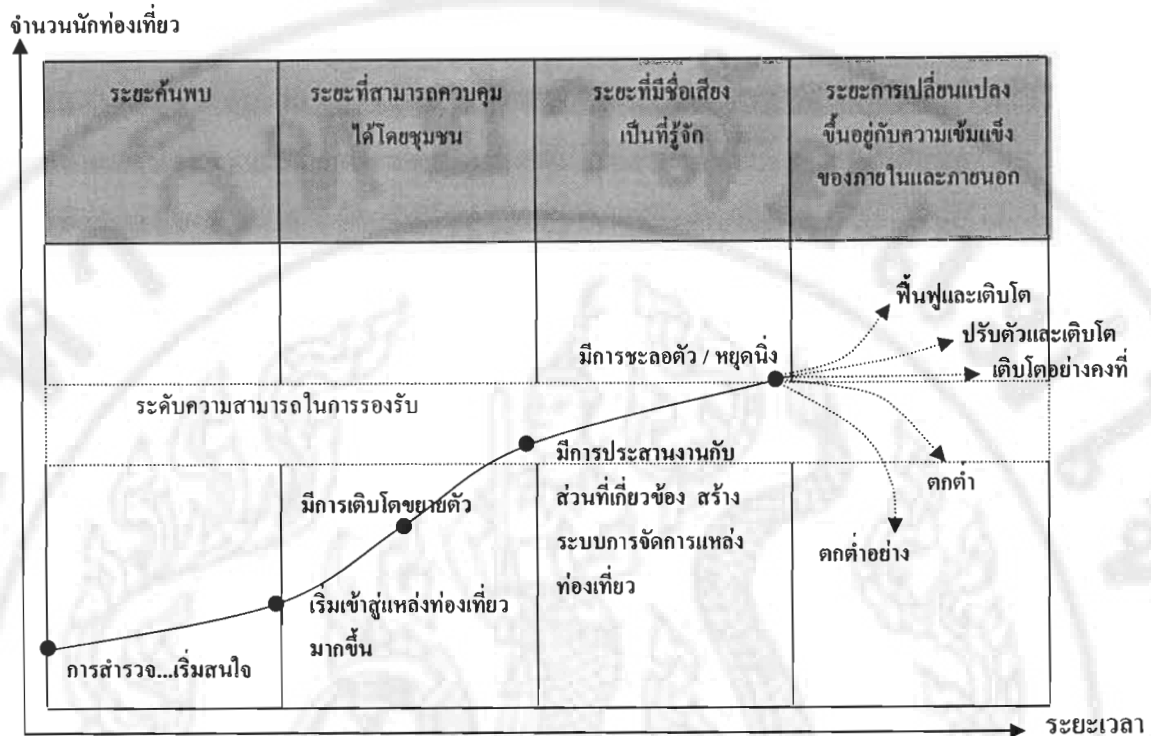 จำนวนนักท่องเที่ยว
ระยะค้นพบ
ระยะที่สามารถควบคุม
ได้โดยชุมชน
ระยะที่มีชื่อเสียง
เป็นที่รู้จัก
ระยะการเปลี่ยนแปลง
ขึ้นอยู่กับความเข้มแข็ง
ของภายในและภายนอก
ฟื้นฟูและเติบโต
ปรับตัวและเติบโต
มีการชะลอตัว / หยุดนิ่ง
เติบโตอย่างคงที่
ระดับความสามารถในการรองรับ
มีการประสานงานกับ
ส่วนที่เกี่ยวข้อง สร้าง
ระบบการจัดการแหล่ง
ท่องเที่ยว
ตกต่ำ
มีการเติบโตขยายตัว
ตกต่ำอย่าง
เริ่มเข้าสู่แหล่งท่องเที่ยว
มากขึ้น
การสำรวจ...เริ่มสนใจ
ระยะเวลา